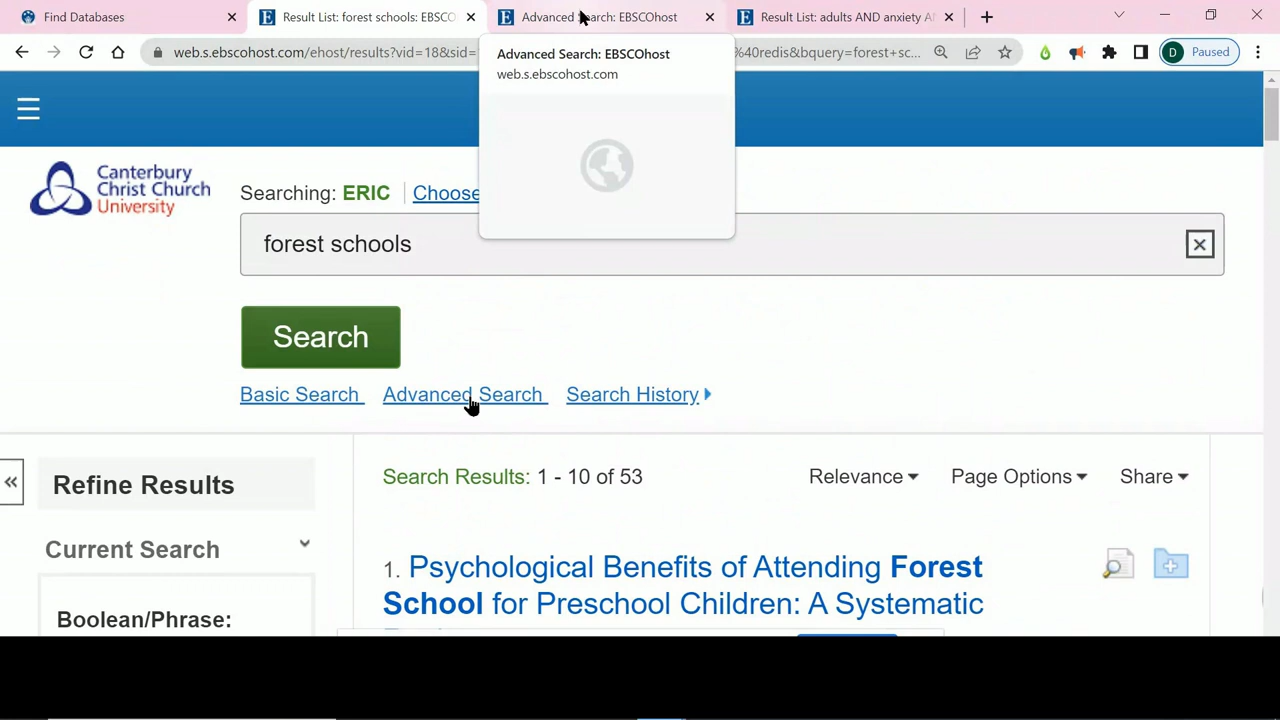 Find Databases
Result List: forest schools: EBSCO
Advanced Search: EBSCOhost
Result List: adults AND anxiety A
web.s.ebscohost.com/ehost/results?vid=18&sid=
%40redis&bquery=forest+sc...
D Paused
Advanced Search: EBSCOhost
web.s.ebscohost.com
Canterbury
Christ Church
University
Searching: ERIC
Choose
forest schools
Search
Basic Search Advanced Search Search History
Refine Results
Search Results: 1 - 10 of 53
Relevance Page Options Share
Current Search
1. Psychological Benefits of Attending Forest
School for Preschool Children: A Systematic
Boolean/Phrase: